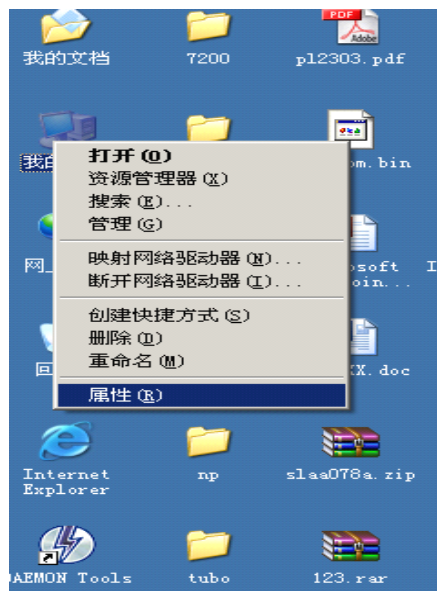 我的文档
7200
PDF
Adobe
pl2303.pdf
打开(O)
资源管理器(X)
搜索(E)...
管理(G)
映射网络驱动器(N)...
断开网络驱动器(I)...
创建快捷方式(S)
删除(D)
重命名(M)
属性(R)
om.bin
网
osoft I
oin...
回
X.doc
Internet
Explorer
np
slaa078a.zip
DAEMON Tools
tubo
123.rar